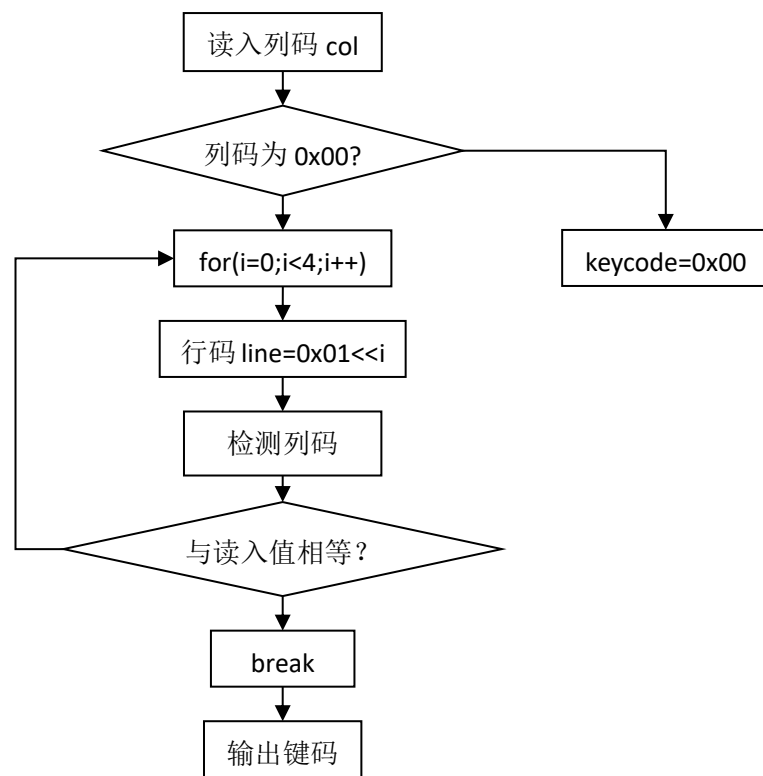 读入列码 col
列码为 0x00?
for(i=0;i<4;i++)
keycode=0x00
行码 line=0x01<<i
检测列码
与读入值相等？
break
输出键码